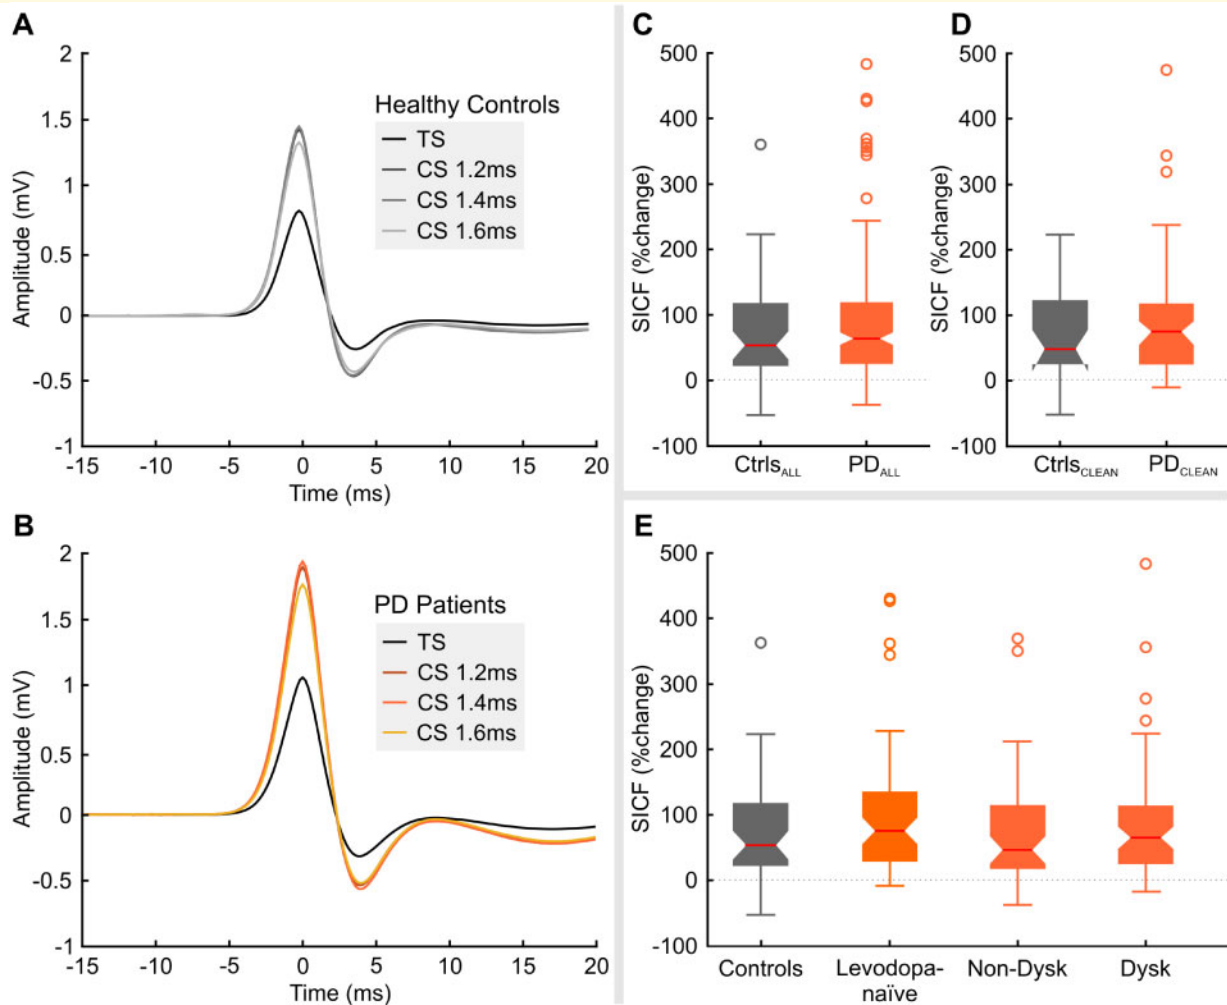 A
2
1.5
1
0.5
0
-0.5
-1
Amplitude (mV)
-15
-10
-5
0
5
10
15
20
Time (ms)
Healthy Controls
TS
CS 1.2ms
CS 1.4ms
CS 1.6ms
B
2
1.5
1
0.5
0
-0.5
-1
Amplitude (mV)
-15
-10
-5
0
5
10
15
20
Time (ms)
PD Patients
TS
CS 1.2ms
CS 1.4ms
CS 1.6ms
C
500
400
300
200
100
0
-100
SICF (%change)
CtrlsALL
PDALL
D
500
400
300
200
100
0
-100
SICF (%change)
CtrlsCLEAN
PDCLEAN
E
500
400
300
200
100
0
-100
SICF (%change)
Controls
Levodopa-
naïve
Non-Dysk
Dysk